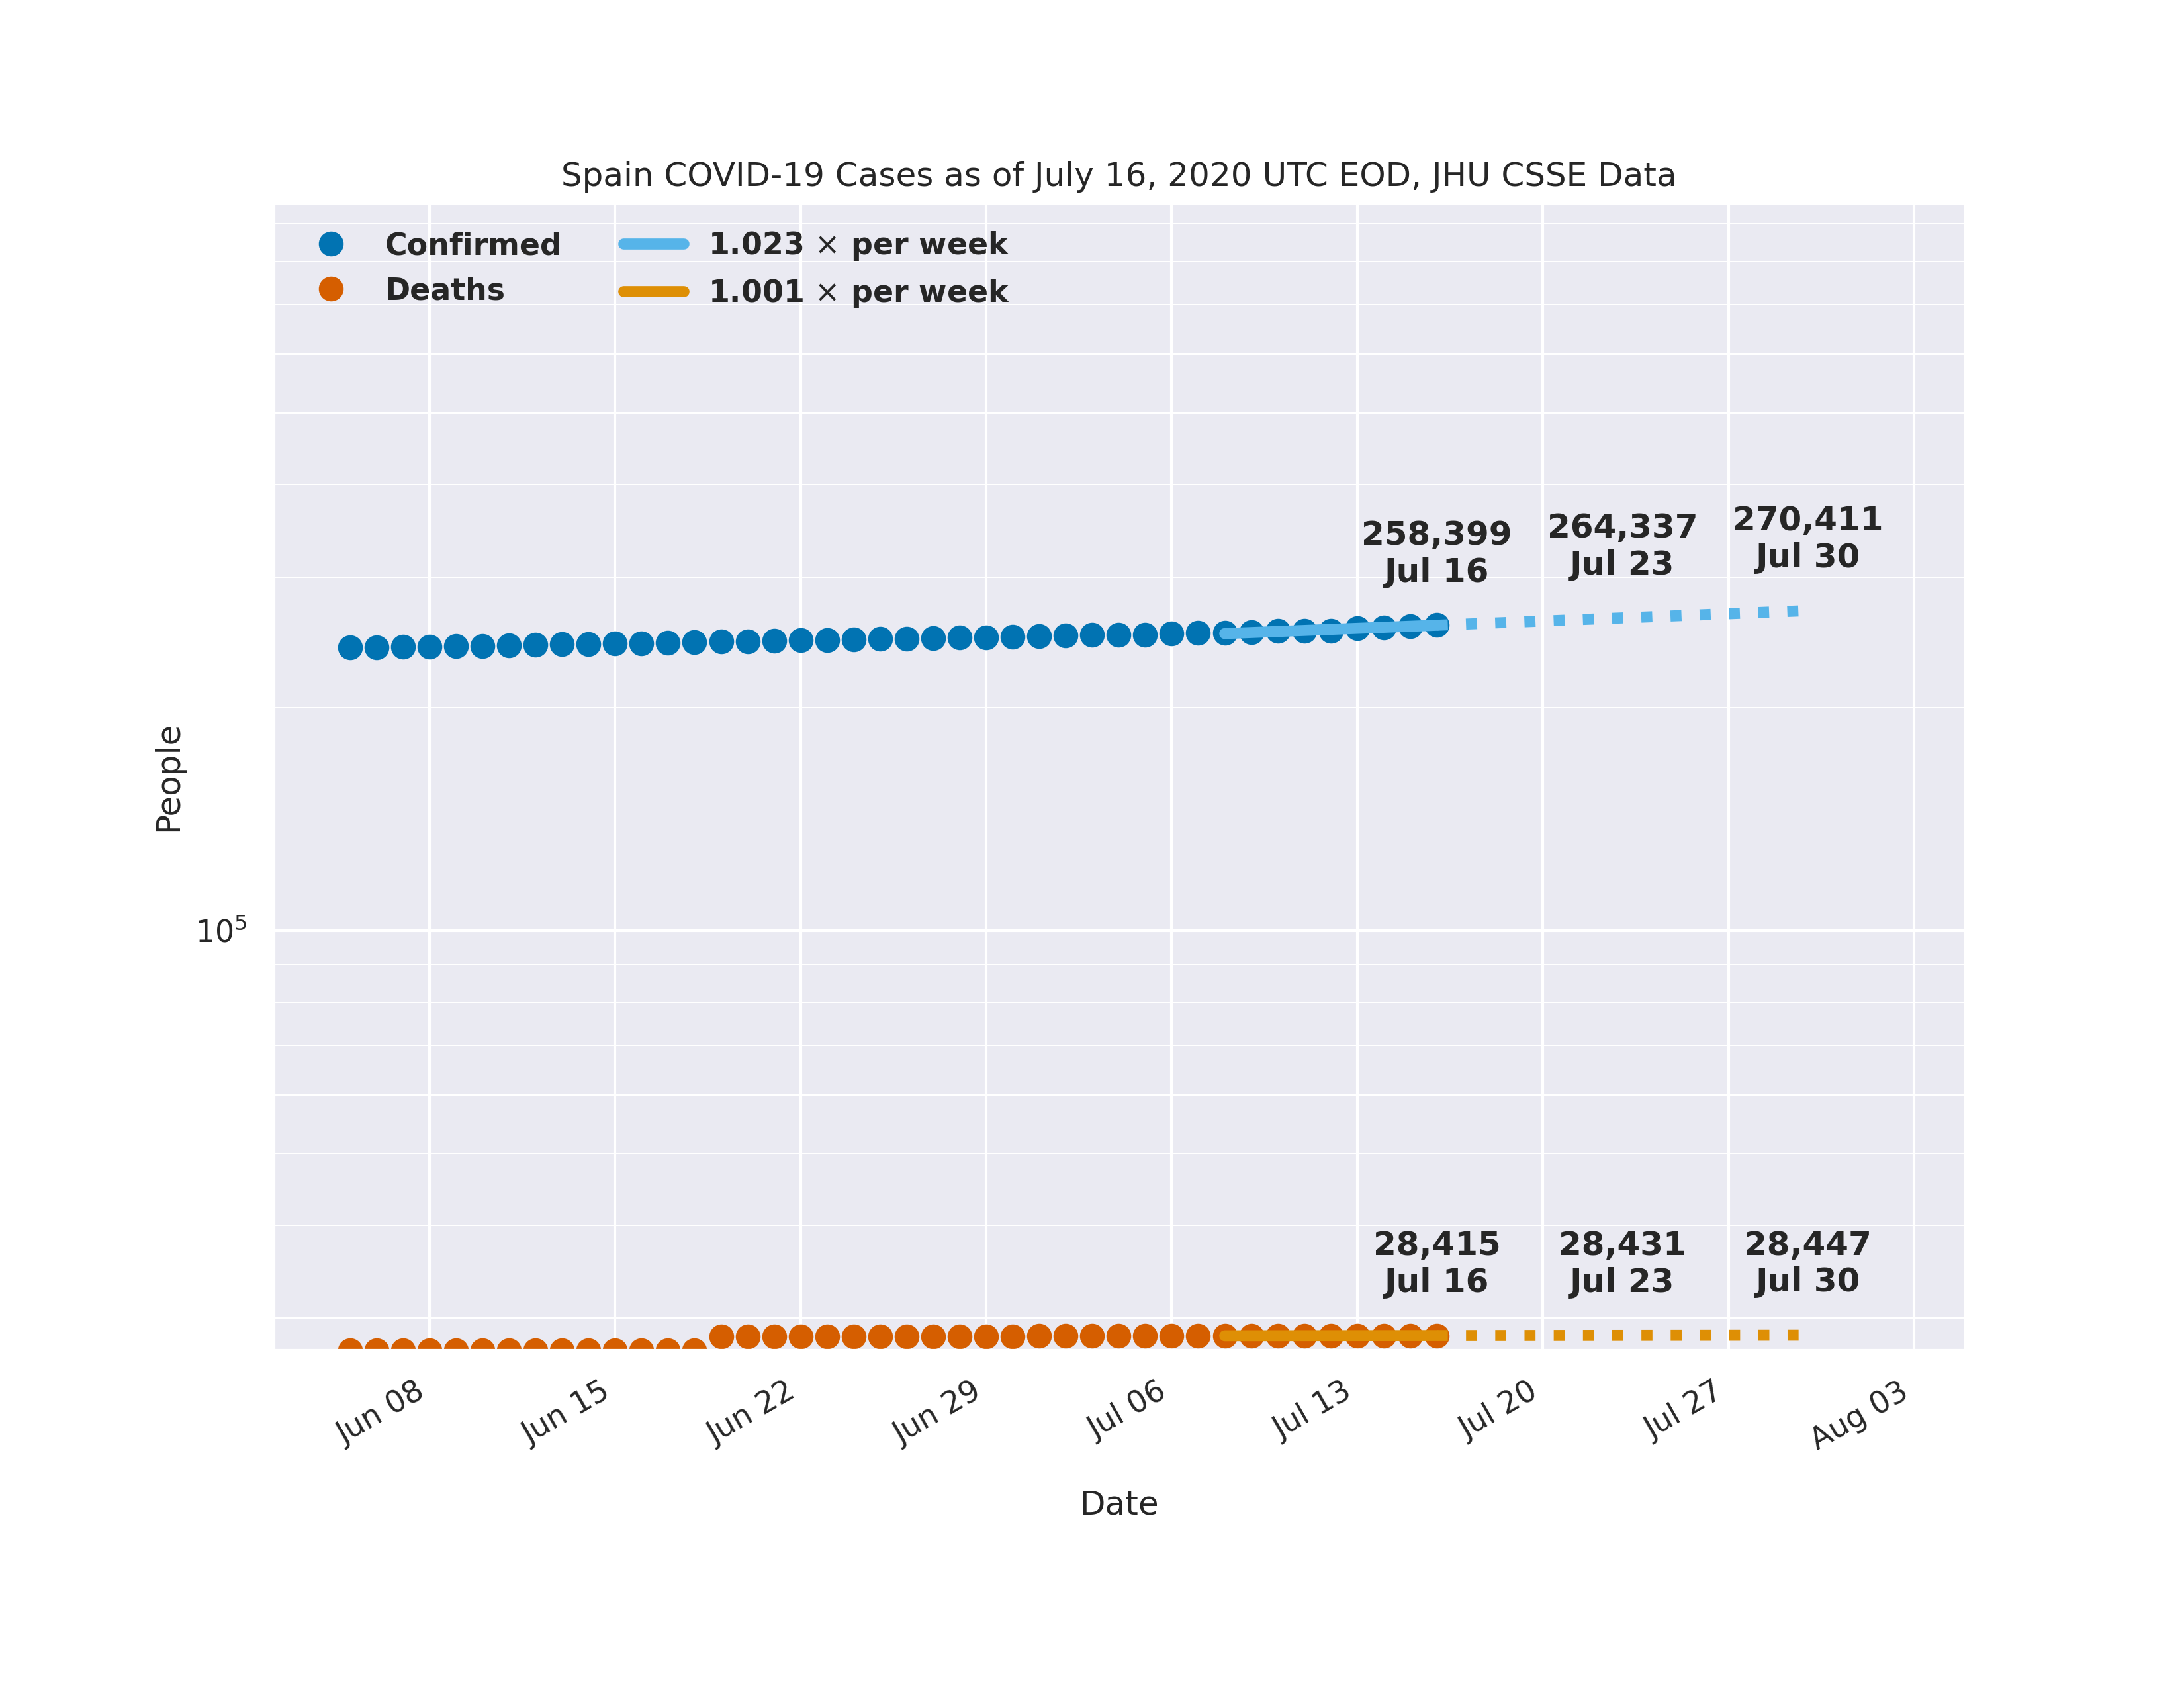 Spain COVID-19 Cases as of July 16, 2020 UTC EOD, JHU CSSE Data
Confirmed
Deaths
1.023 × per week
1.001 × per week
258,399
Jul 16
264,337
Jul 23
270,411
Jul 30
People
10⁵
28,415
Jul 16
28,431
Jul 23
28,447
Jul 30
Jun 08
Jun 15
Jun 22
Jun 29
Jul 06
Jul 13
Jul 20
Jul 27
Aug 03
Date